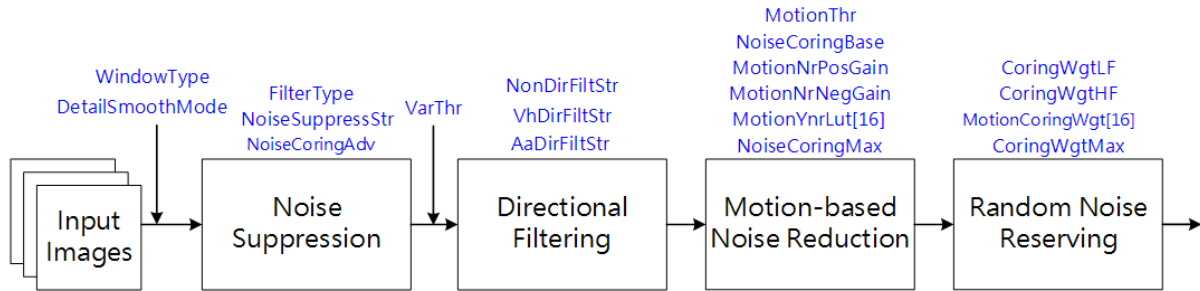 WindowType
DetailSmoothMode
FilterType
NoiseSuppressStr
NoiseCoringAdv
VarThr
NonDirFiltStr
VhDirFiltStr
AaDirFiltStr
MotionThr
NoiseCoringBase
MotionNrPosGain
MotionNrNegGain
MotionYnrLut[16]
NoiseCoringMax
CoringWgtLF
CoringWgtHF
MotionCoringWgt[16]
CoringWgtMax
Input
Images
Noise
Suppression
Directional
Filtering
Motion-based
Noise Reduction
Random Noise
Reserving